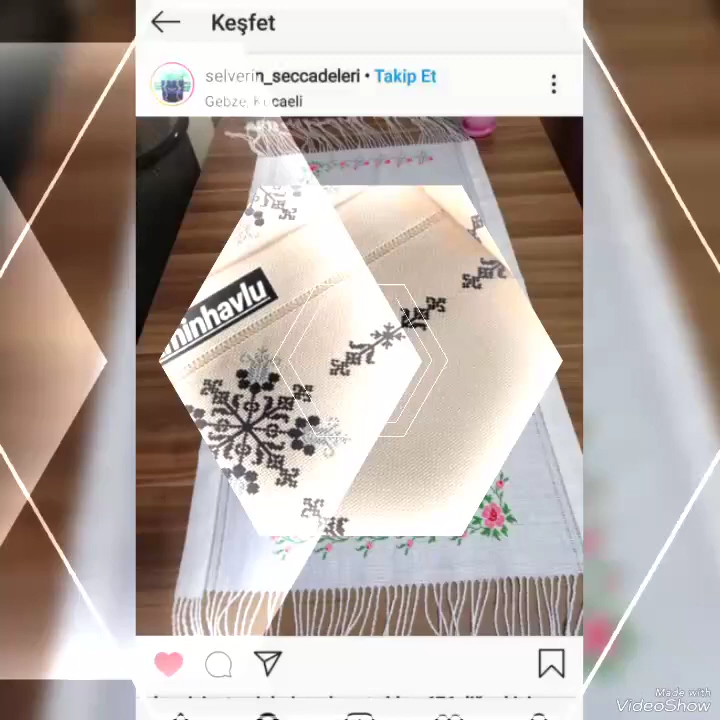 Keşfet
selverin_seccadeleri • Takip Et
Gebze, Kocaeli
minhavlu
Made with
VideoShow